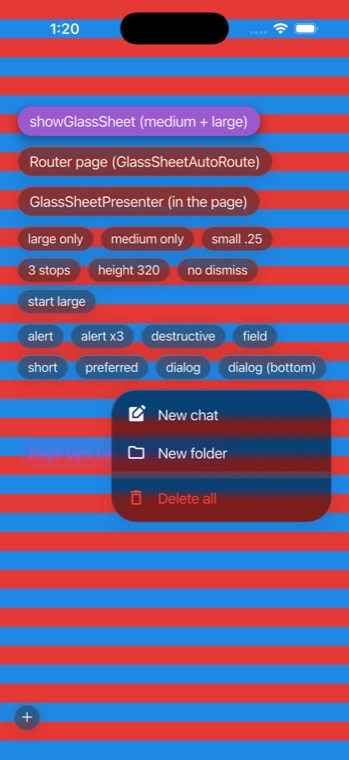 1:20
showGlassSheet (medium + large)
Router page (GlassSheetAutoRoute)
GlassSheetPresenter (in the page)
large only medium only small .25
3 stops height 320 no dismiss
start large
alert alert x3 destructive field
short preferred dialog dialog (bottom)
New chat
Page taps
New folder
Delete all
+